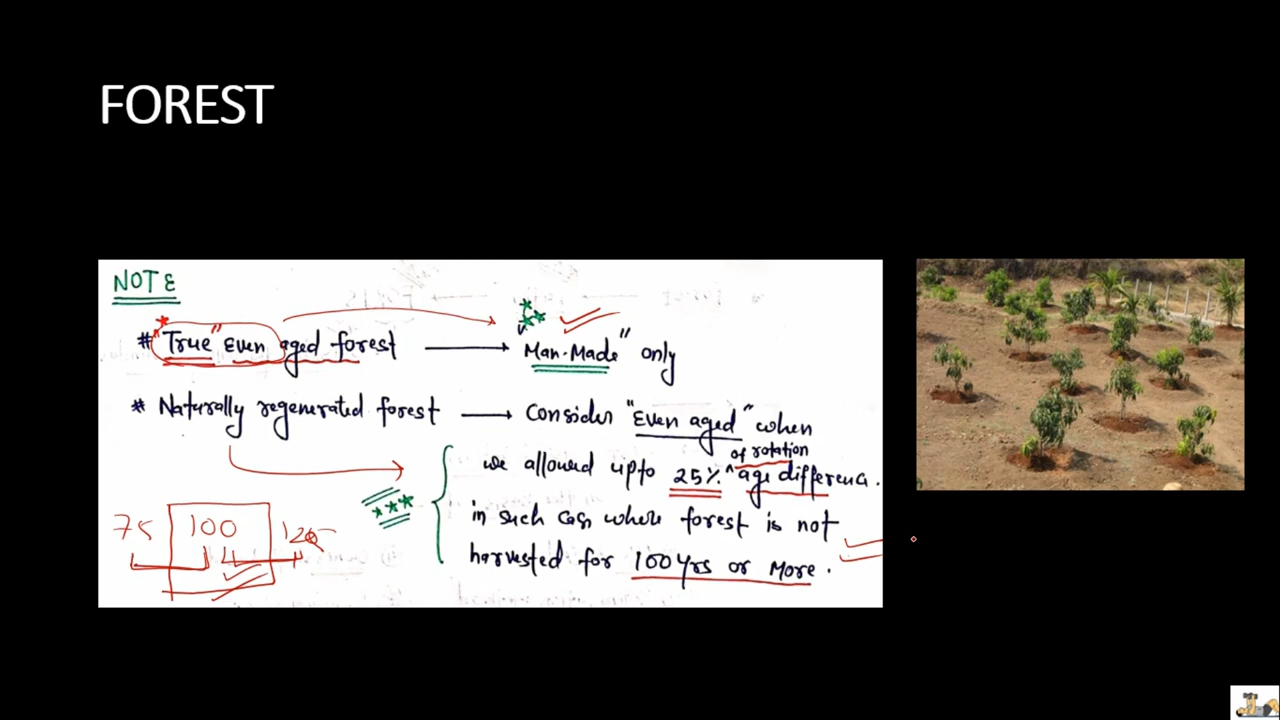 FOREST
NOTE
# "True" Even aged forest → "Man-Made" only
* Naturally regenerated forest → Consider "Even aged" when
of rotation
we allowed upto 25% ^ age differenc.
in such cas where forest is not
harvested for 100 yrs or more.
75 100 125